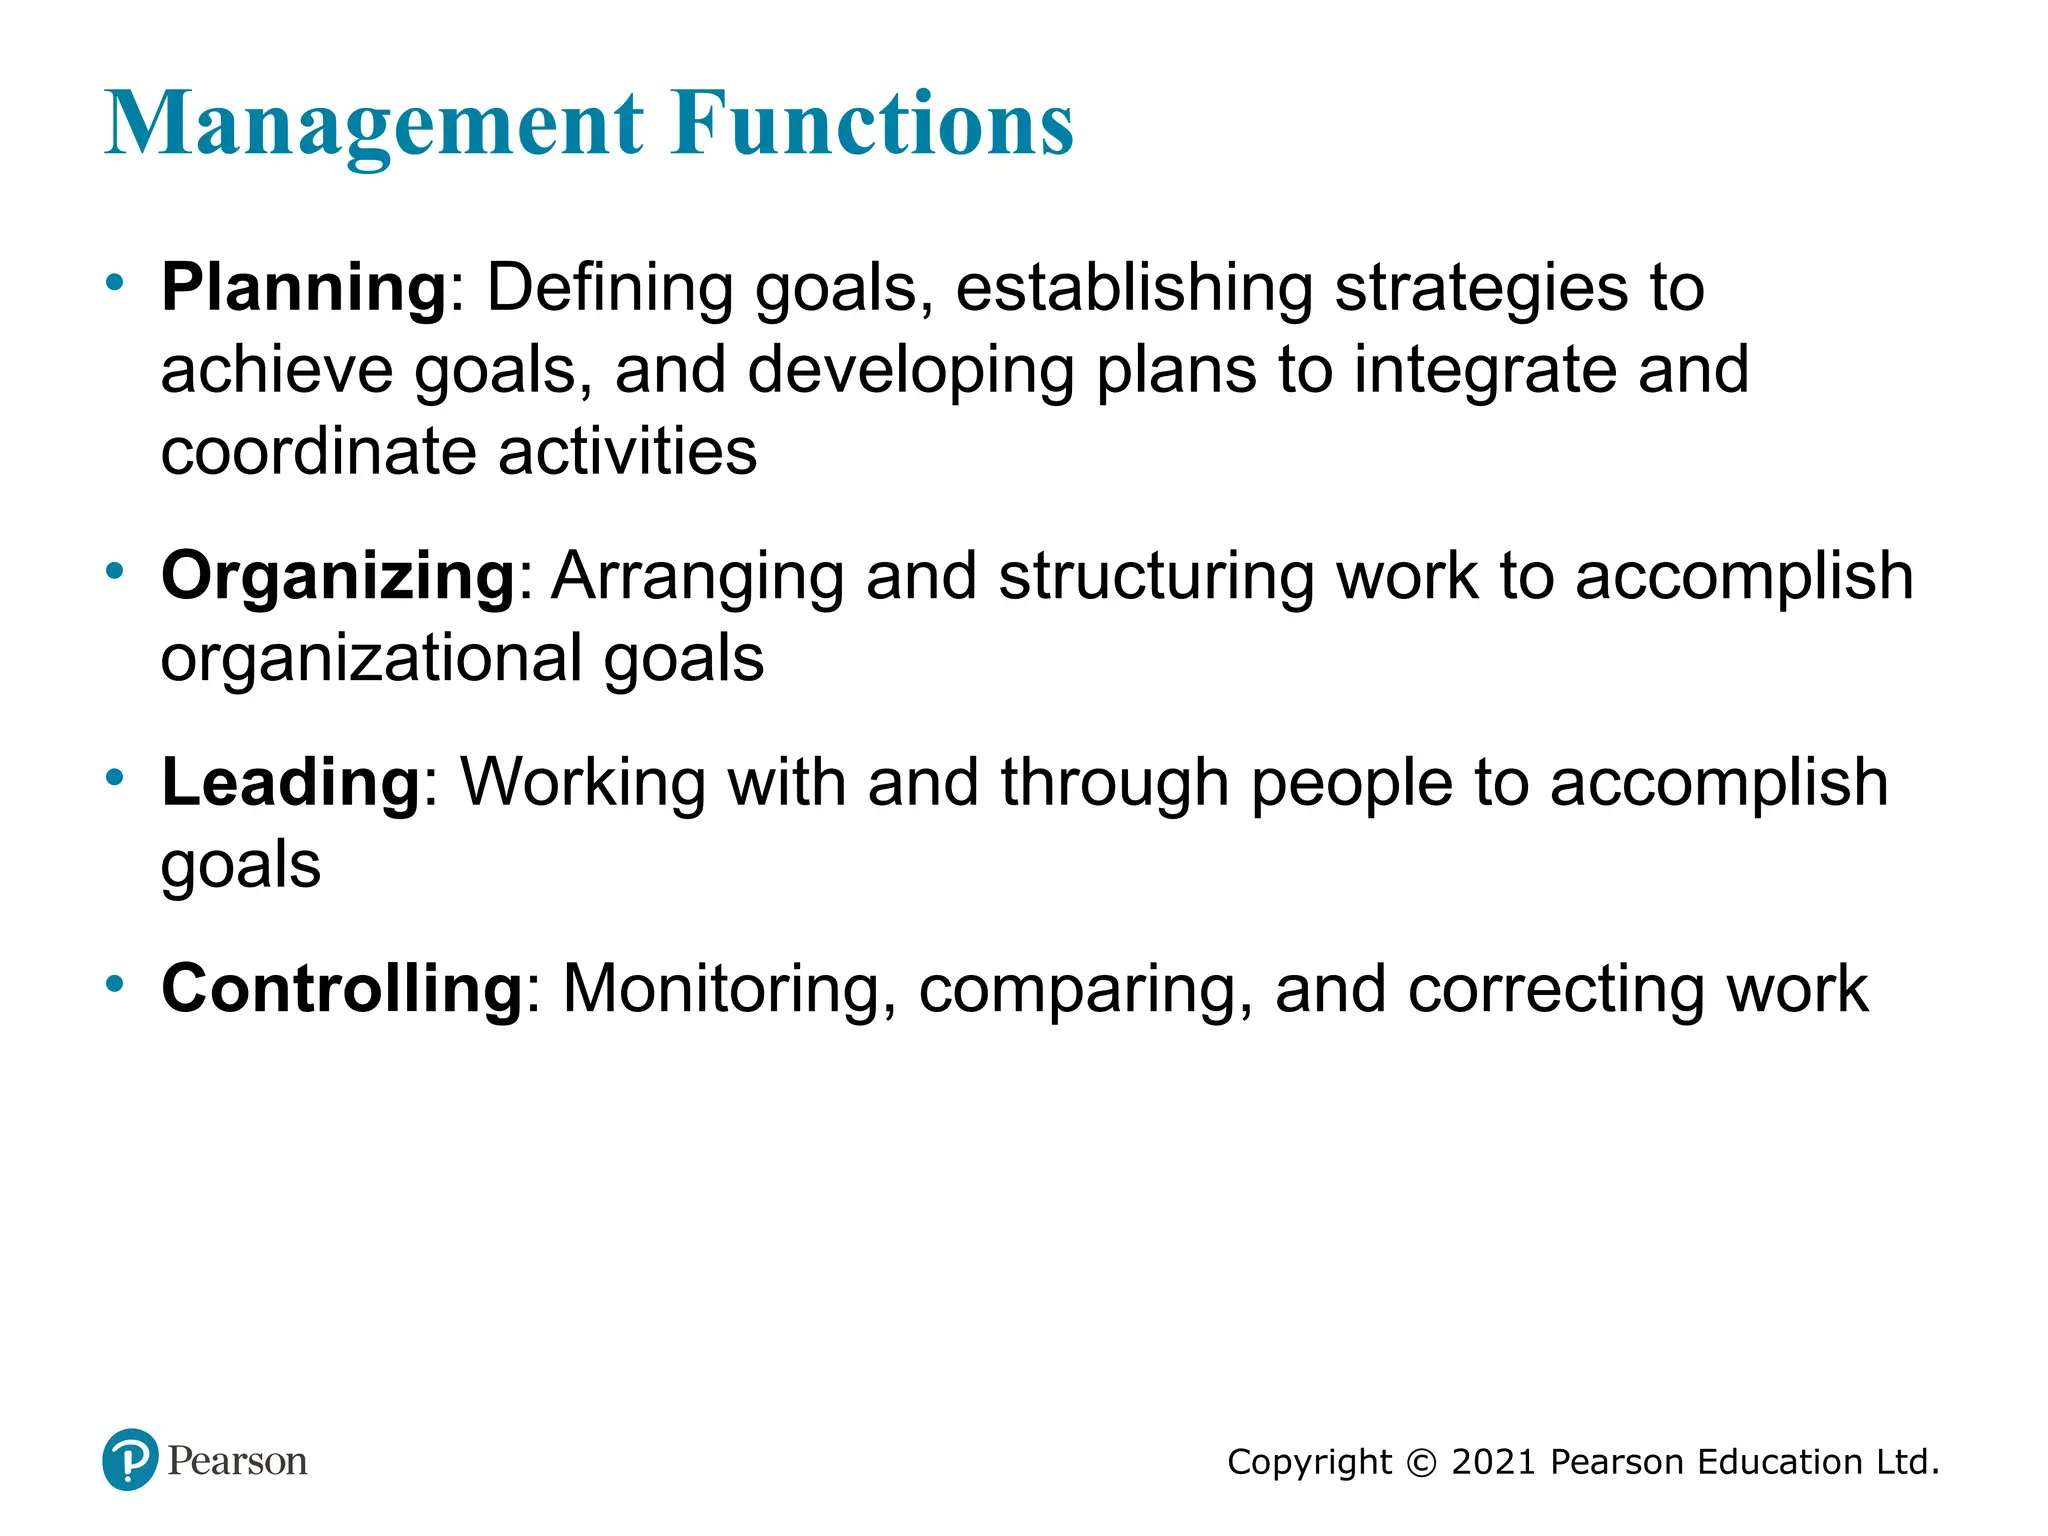 Management Functions
• Planning: Defining goals, establishing strategies to
achieve goals, and developing plans to integrate and
coordinate activities
• Organizing: Arranging and structuring work to accomplish
organizational goals
• Leading: Working with and through people to accomplish
goals
• Controlling: Monitoring, comparing, and correcting work
Pearson
Copyright © 2021 Pearson Education Ltd.